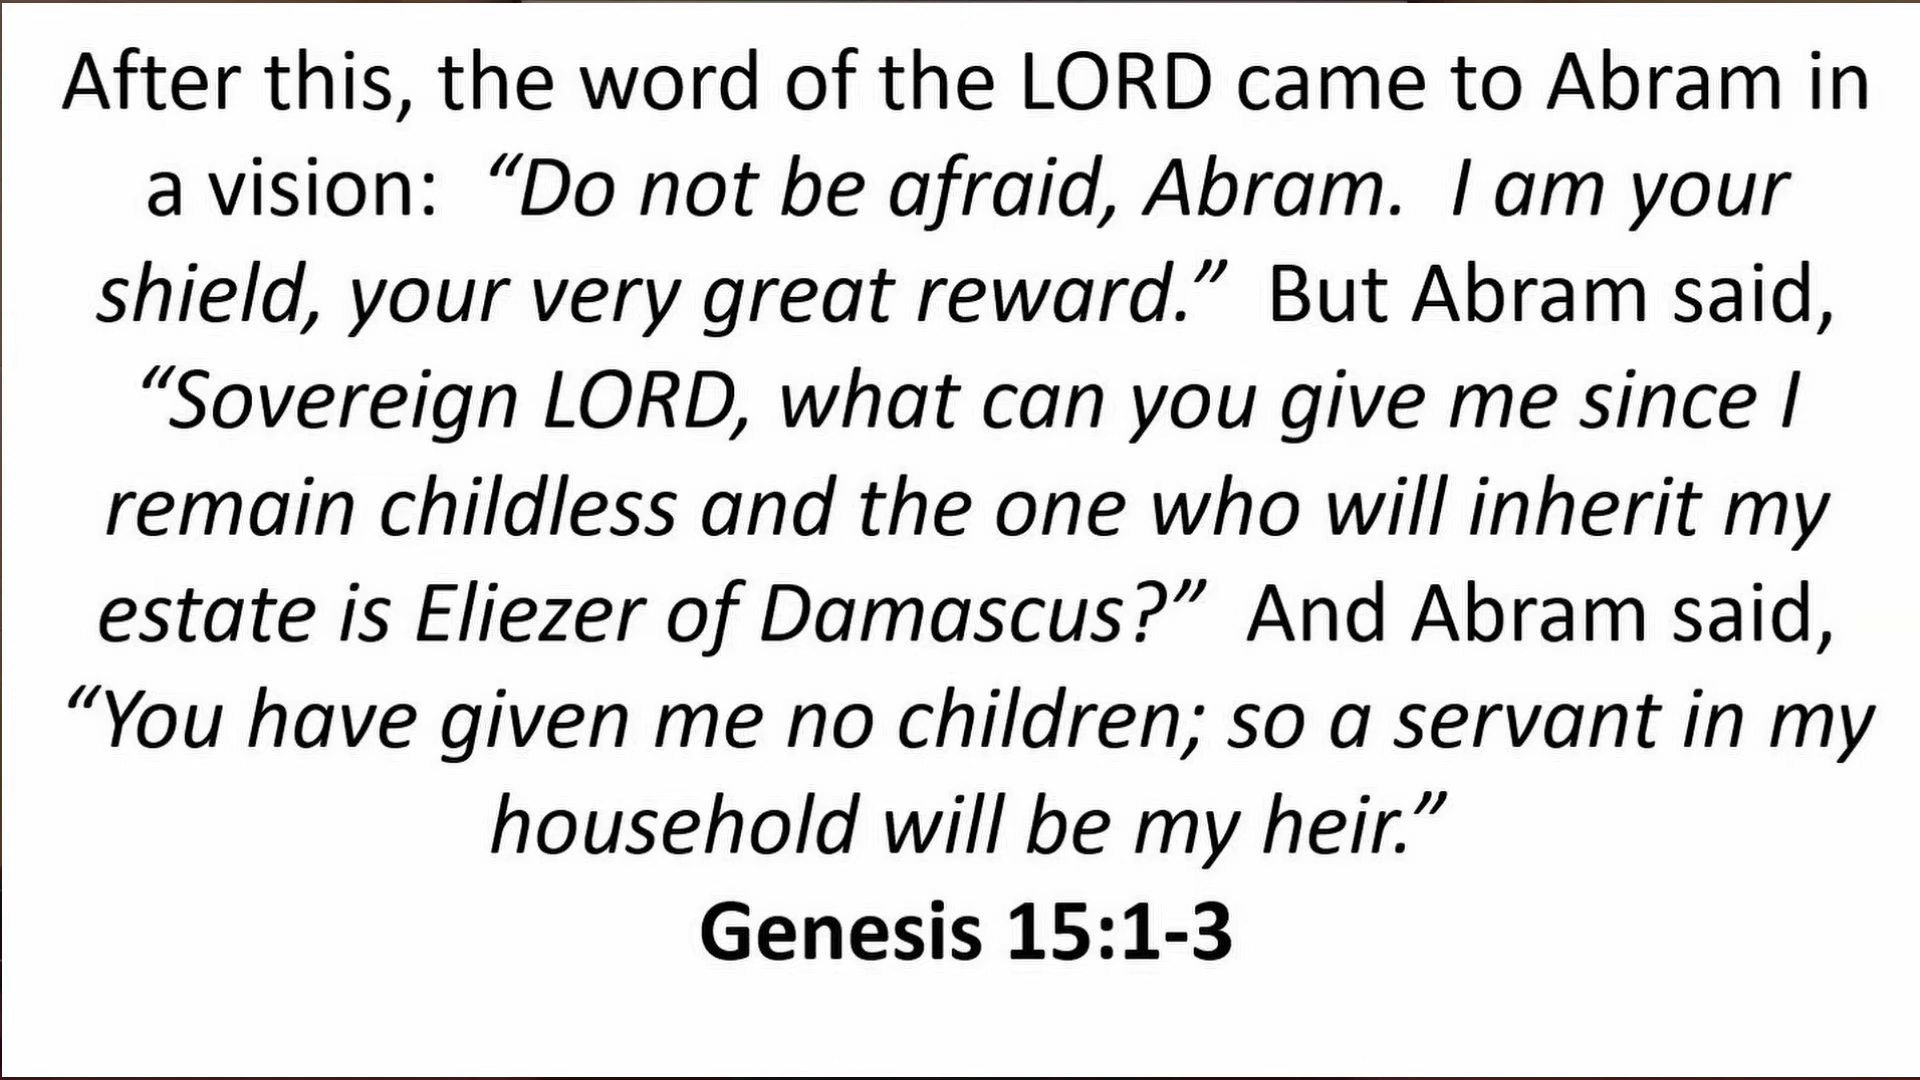 After this, the word of the LORD came to Abram in
a vision:  “Do not be afraid, Abram.  I am your
shield, your very great reward.”  But Abram said,
“Sovereign LORD, what can you give me since I
remain childless and the one who will inherit my
estate is Eliezer of Damascus?”  And Abram said,
“You have given me no children; so a servant in my
household will be my heir.”
Genesis 15:1-3